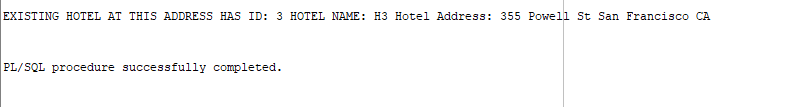 EXISTING HOTEL AT THIS ADDRESS HAS ID: 3 HOTEL NAME: H3 Hotel Address: 355 Powell St San Francisco CA
PL/SQL procedure successfully completed.